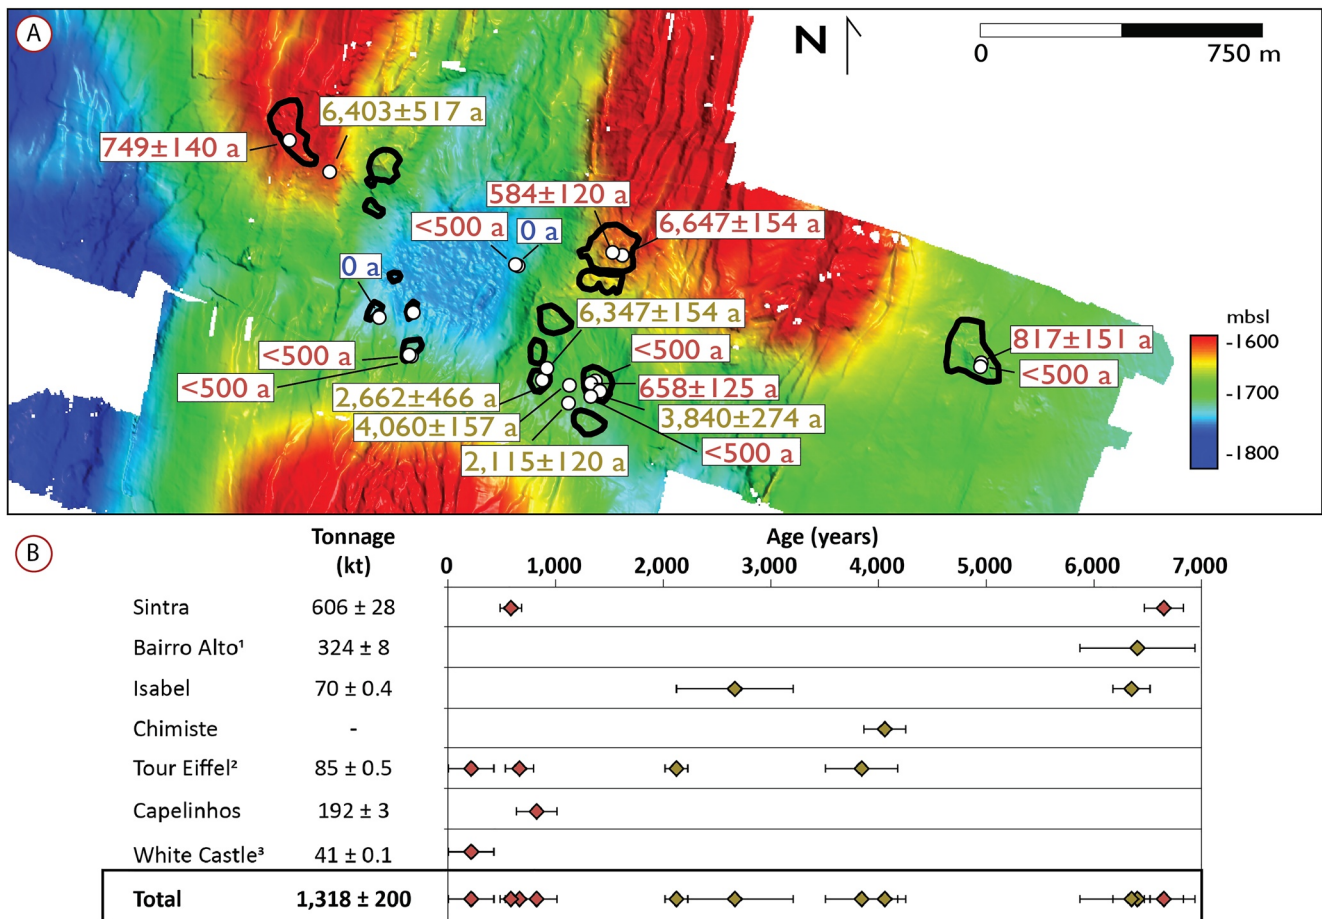 A
N
0 750 m
6,403±517 a
749±140 a
584±120 a
<500 a
0 a
6,647±154 a
0 a
6,347±154 a
mbsl
-1600
-1700
-1800
<500 a
<500 a
817±151 a
<500 a
<500 a
658±125 a
2,662±466 a
3,840±274 a
4,060±157 a
<500 a
2,115±120 a
B
Tonnage (kt)
Age (years)
0 1,000 2,000 3,000 4,000 5,000 6,000 7,000
Sintra 606 ± 28
Bairro Alto¹ 324 ± 8
Isabel 70 ± 0.4
Chimiste -
Tour Eiffel² 85 ± 0.5
Capelinhos 192 ± 3
White Castle³ 41 ± 0.1
Total 1,318 ± 200